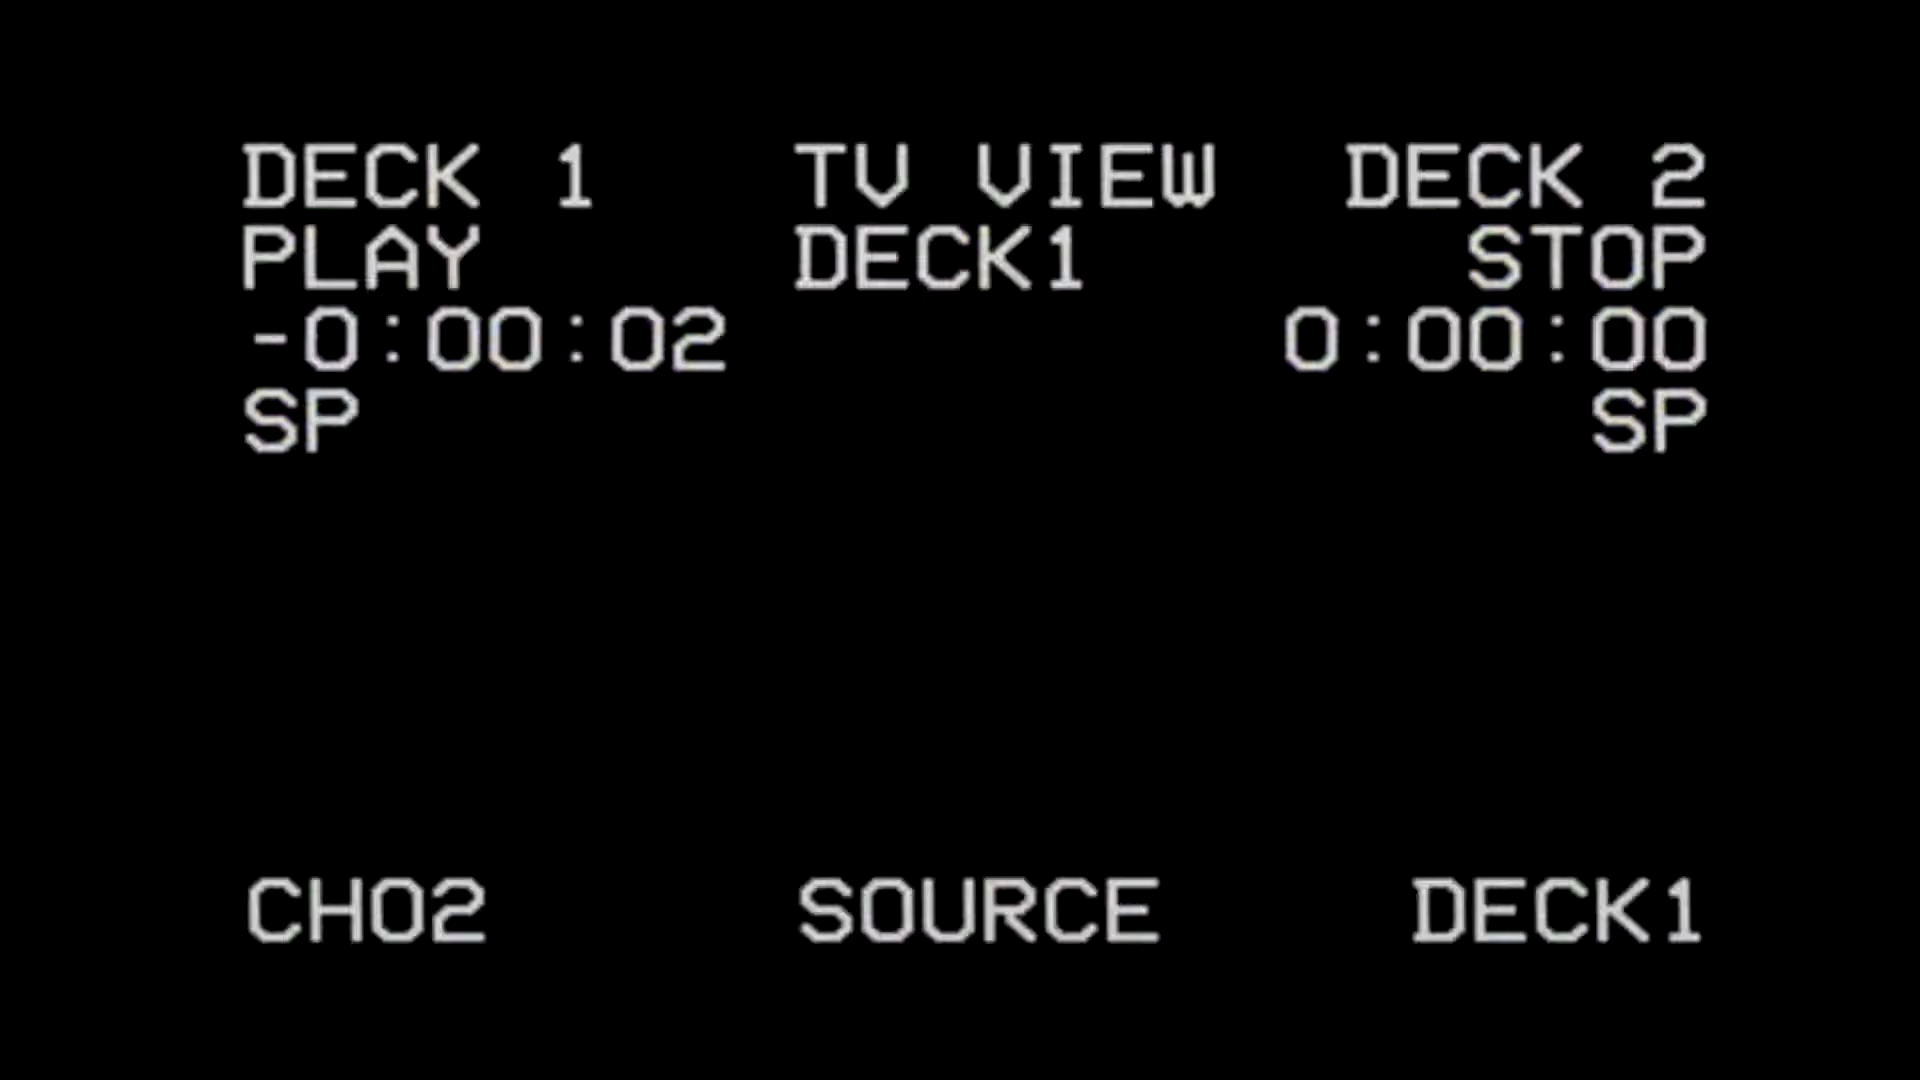 DECK 1 TV VIEW DECK 2
PLAY DECK1 STOP
-0:00:02 0:00:00
SP SP
CH02 SOURCE DECK1